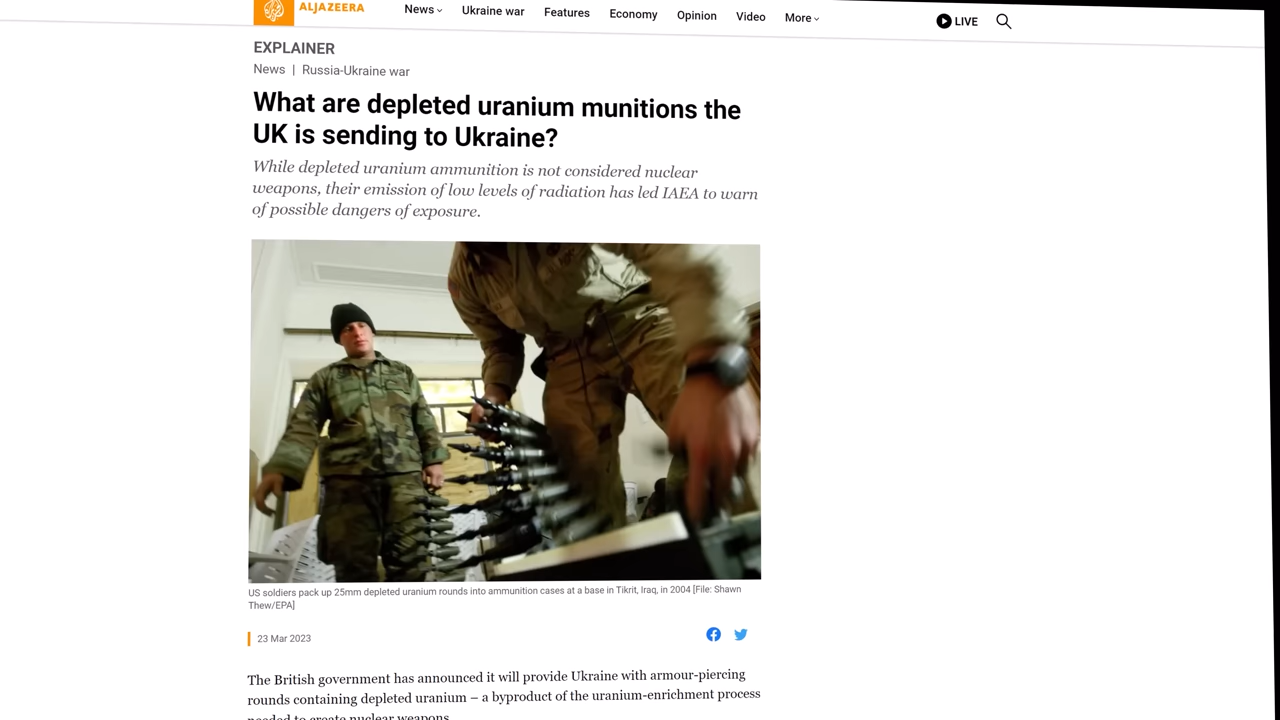 ALJAZEERA
News Ukraine war Features Economy Opinion Video More LIVE
EXPLAINER
News | Russia-Ukraine war
What are depleted uranium munitions the
UK is sending to Ukraine?
While depleted uranium ammunition is not considered nuclear
weapons, their emission of low levels of radiation has led IAEA to warn
of possible dangers of exposure.
US soldiers pack up 25mm depleted uranium rounds into ammunition cases at a base in Tikrit, Iraq, in 2004 [File: Shawn
Thew/EPA]
23 Mar 2023
The British government has announced it will provide Ukraine with armour-piercing
rounds containing depleted uranium – a byproduct of the uranium-enrichment process
needed to create nuclear weapons.